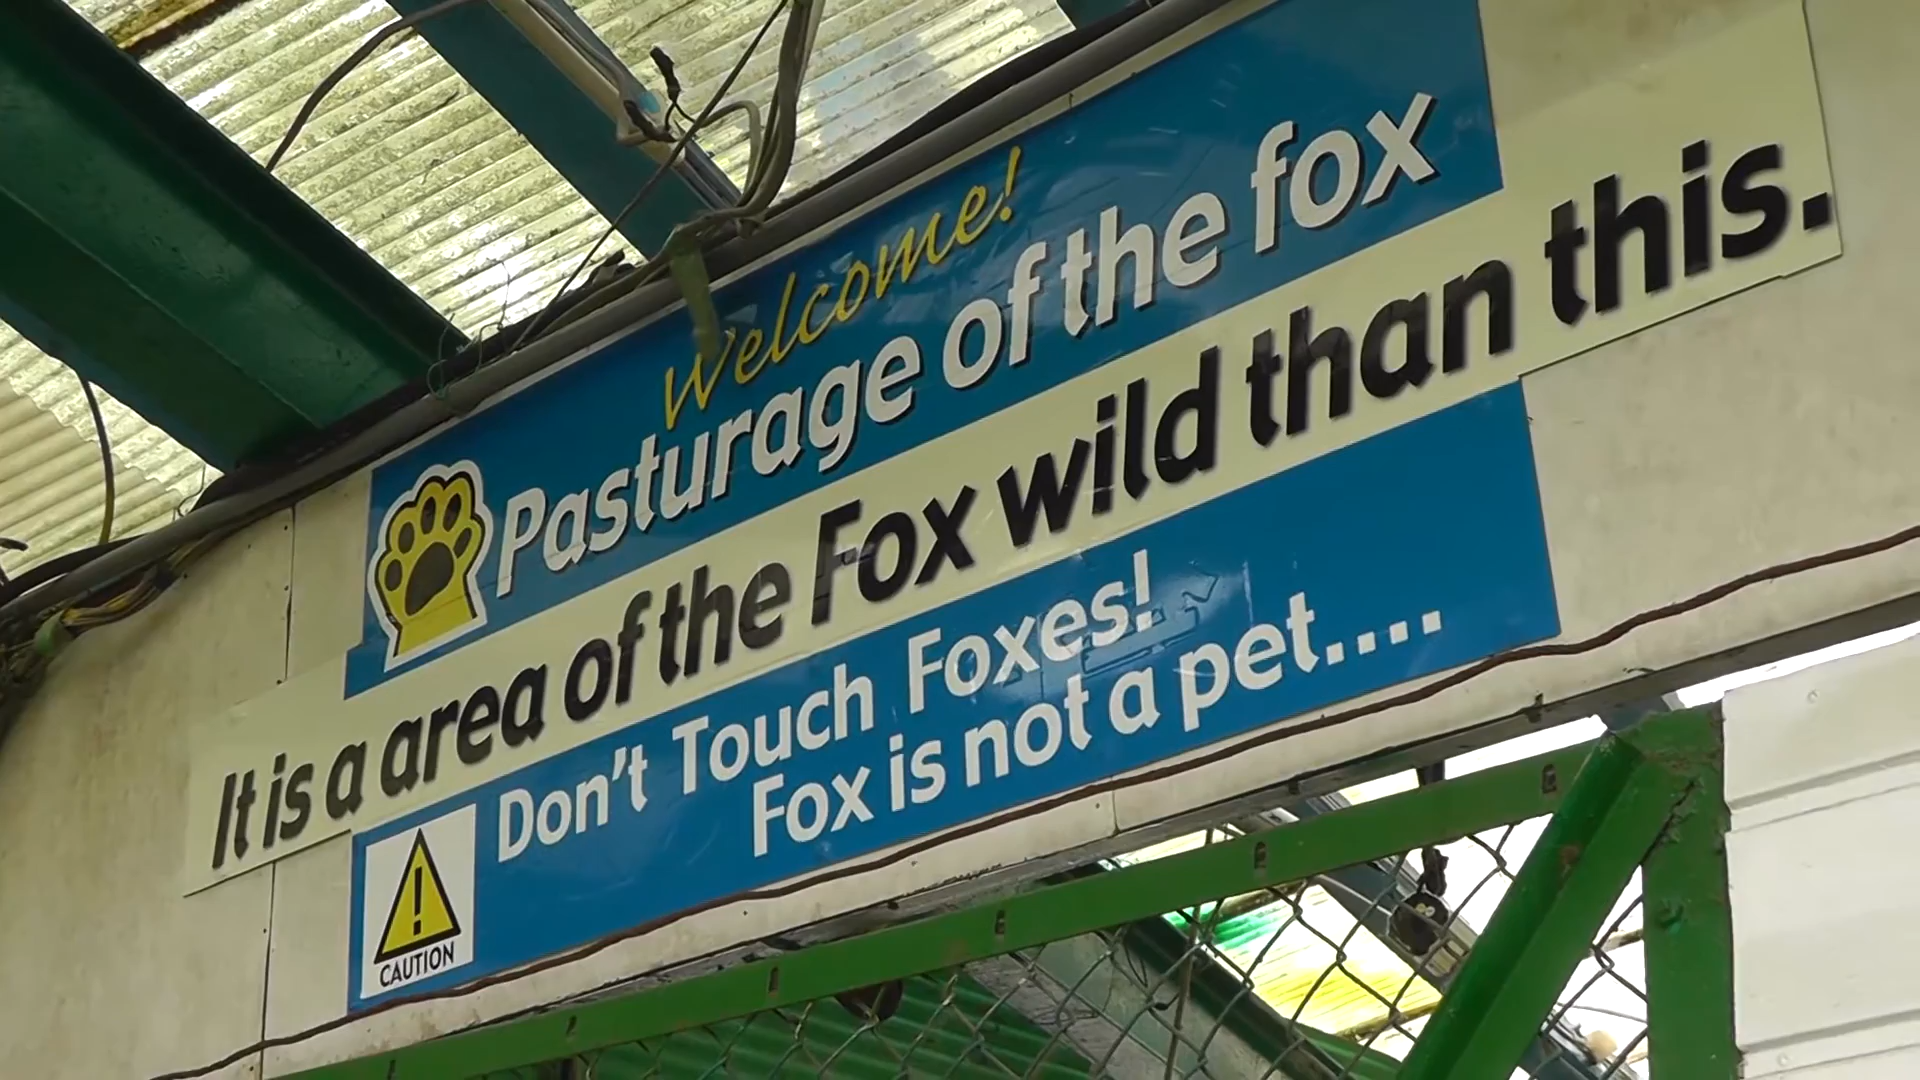 Welcome!
Pasturage of the fox
It is a area of the Fox wild than this.
Don't Touch Foxes!
Fox is not a pet....
CAUTION